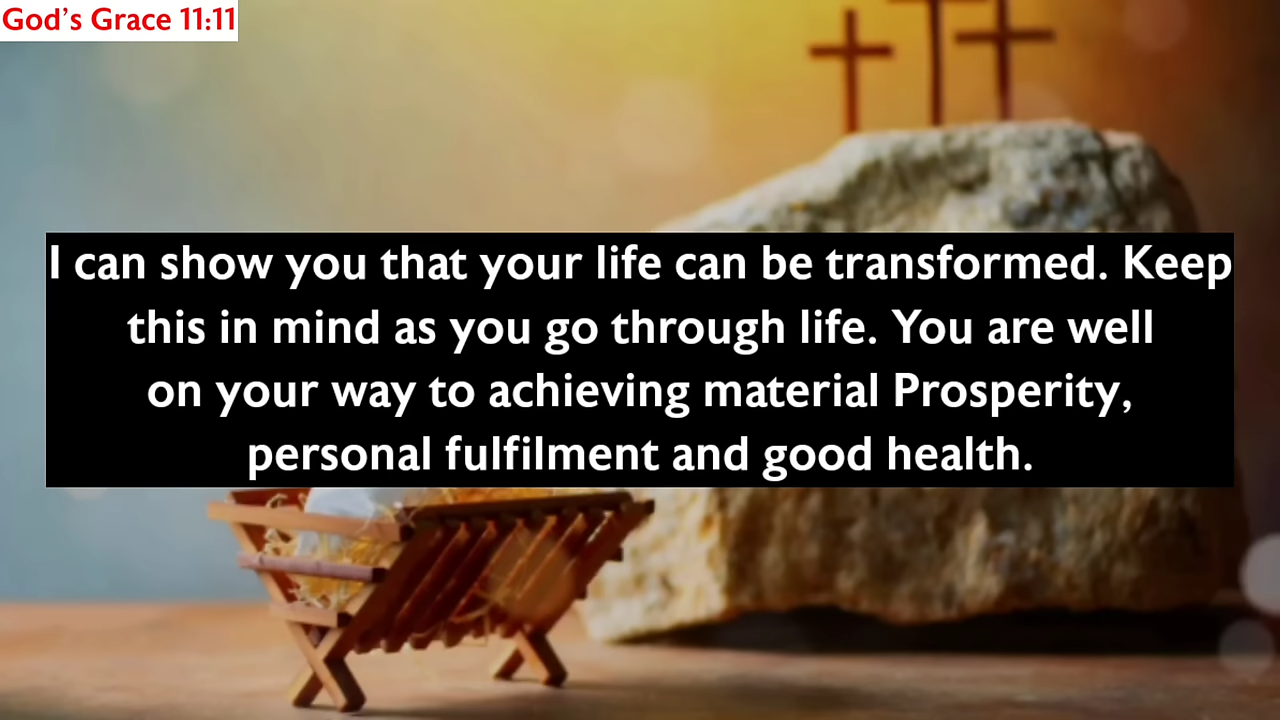 God’s Grace 11:11
I can show you that your life can be transformed. Keep
this in mind as you go through life. You are well
on your way to achieving material Prosperity,
personal fulfilment and good health.